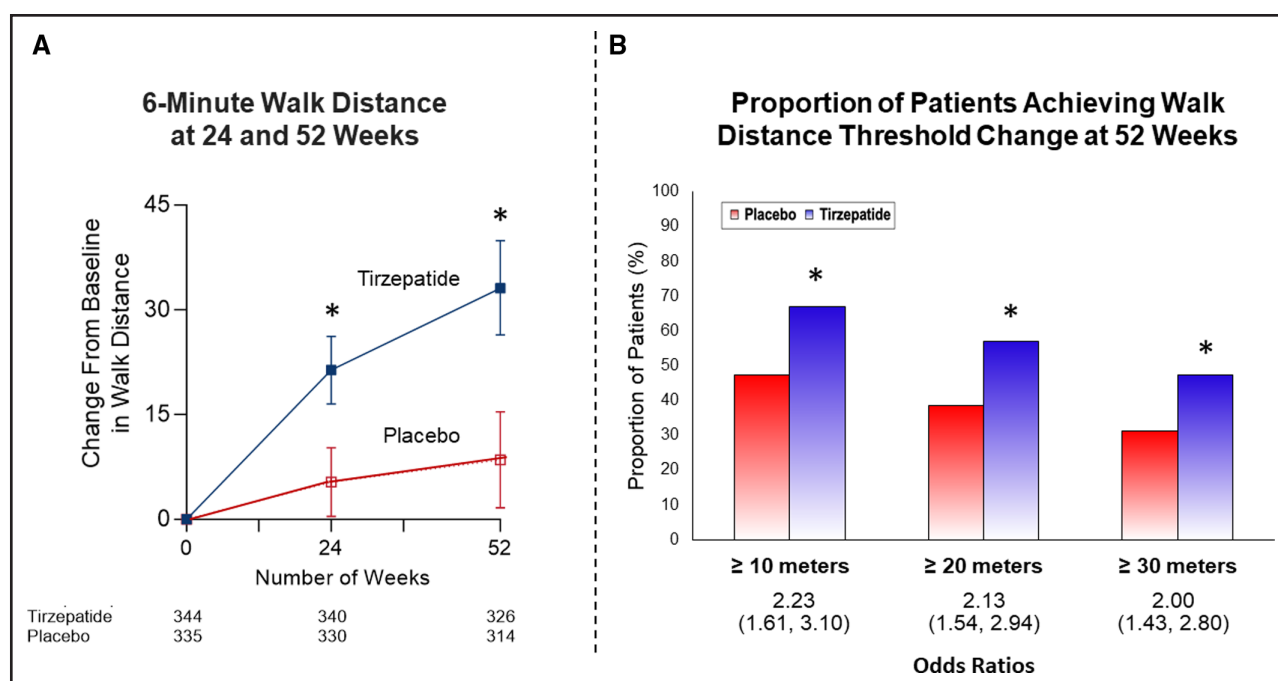 A
6-Minute Walk Distance
at 24 and 52 Weeks
Change From Baseline
in Walk Distance
45
30
15
0
*
*
Tirzepatide
Placebo
0
24
52
Number of Weeks
Tirzepatide 344 340 326
Placebo 335 330 314
B
Proportion of Patients Achieving Walk
Distance Threshold Change at 52 Weeks
Proportion of Patients (%)
100
90
80
70
60
50
40
30
20
10
0
Placebo Tirzepatide
*
*
*
≥ 10 meters ≥ 20 meters ≥ 30 meters
2.23 2.13 2.00
(1.61, 3.10) (1.54, 2.94) (1.43, 2.80)
Odds Ratios